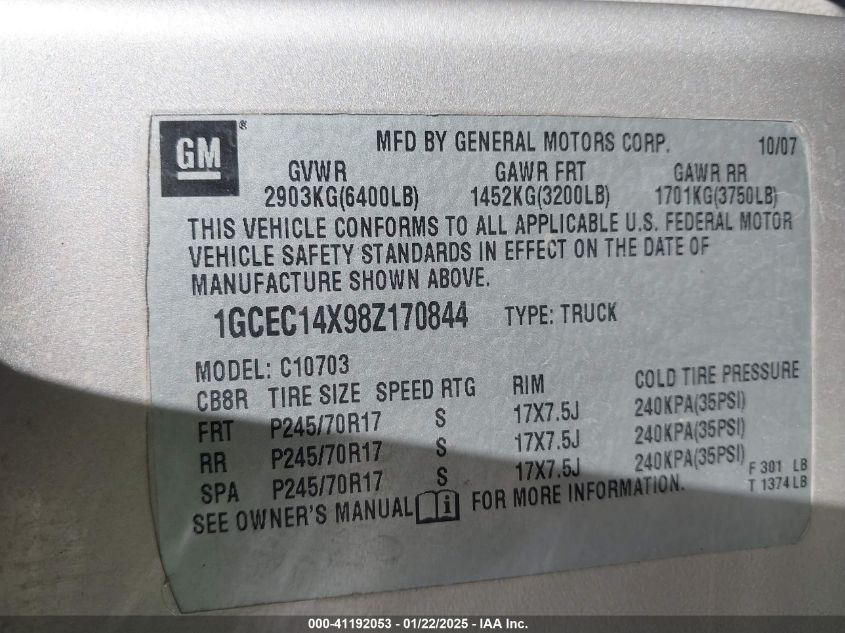 GM ®
MFD BY GENERAL MOTORS CORP. 10/07
GVWR GAWR FRT GAWR RR
2903KG(6400LB) 1452KG(3200LB) 1701KG(3750LB)
THIS VEHICLE CONFORMS TO ALL APPLICABLE U.S. FEDERAL MOTOR
VEHICLE SAFETY STANDARDS IN EFFECT ON THE DATE OF
MANUFACTURE SHOWN ABOVE.
1GCEC14X98Z170844 TYPE: TRUCK
MODEL: C10703
CB8R TIRE SIZE SPEED RTG RIM COLD TIRE PRESSURE
FRT P245/70R17 S 17X7.5J 240KPA(35PSI)
RR P245/70R17 S 17X7.5J 240KPA(35PSI)
SPA P245/70R17 S 17X7.5J 240KPA(35PSI) F 301 LB
SEE OWNER'S MANUAL i FOR MORE INFORMATION. T 1374 LB
000-41192053 - 01/22/2025 - IAA Inc.